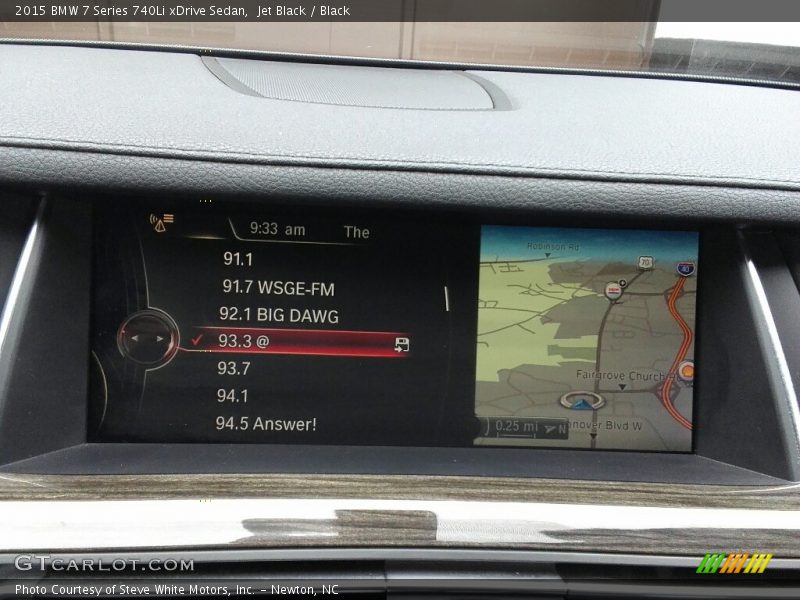 2015 BMW 7 Series 740Li xDrive Sedan,  Jet Black / Black
9:33 am
The
91.1
91.7 WSGE-FM
92.1 BIG DAWG
93.3 @
93.7
94.1
94.5 Answer!
Robinson Rd
70
Fairgrove Church
nover Blvd W
0.25 mi
N
GTCARLOT.COM
Photo Courtesy of Steve White Motors, Inc. – Newton, NC